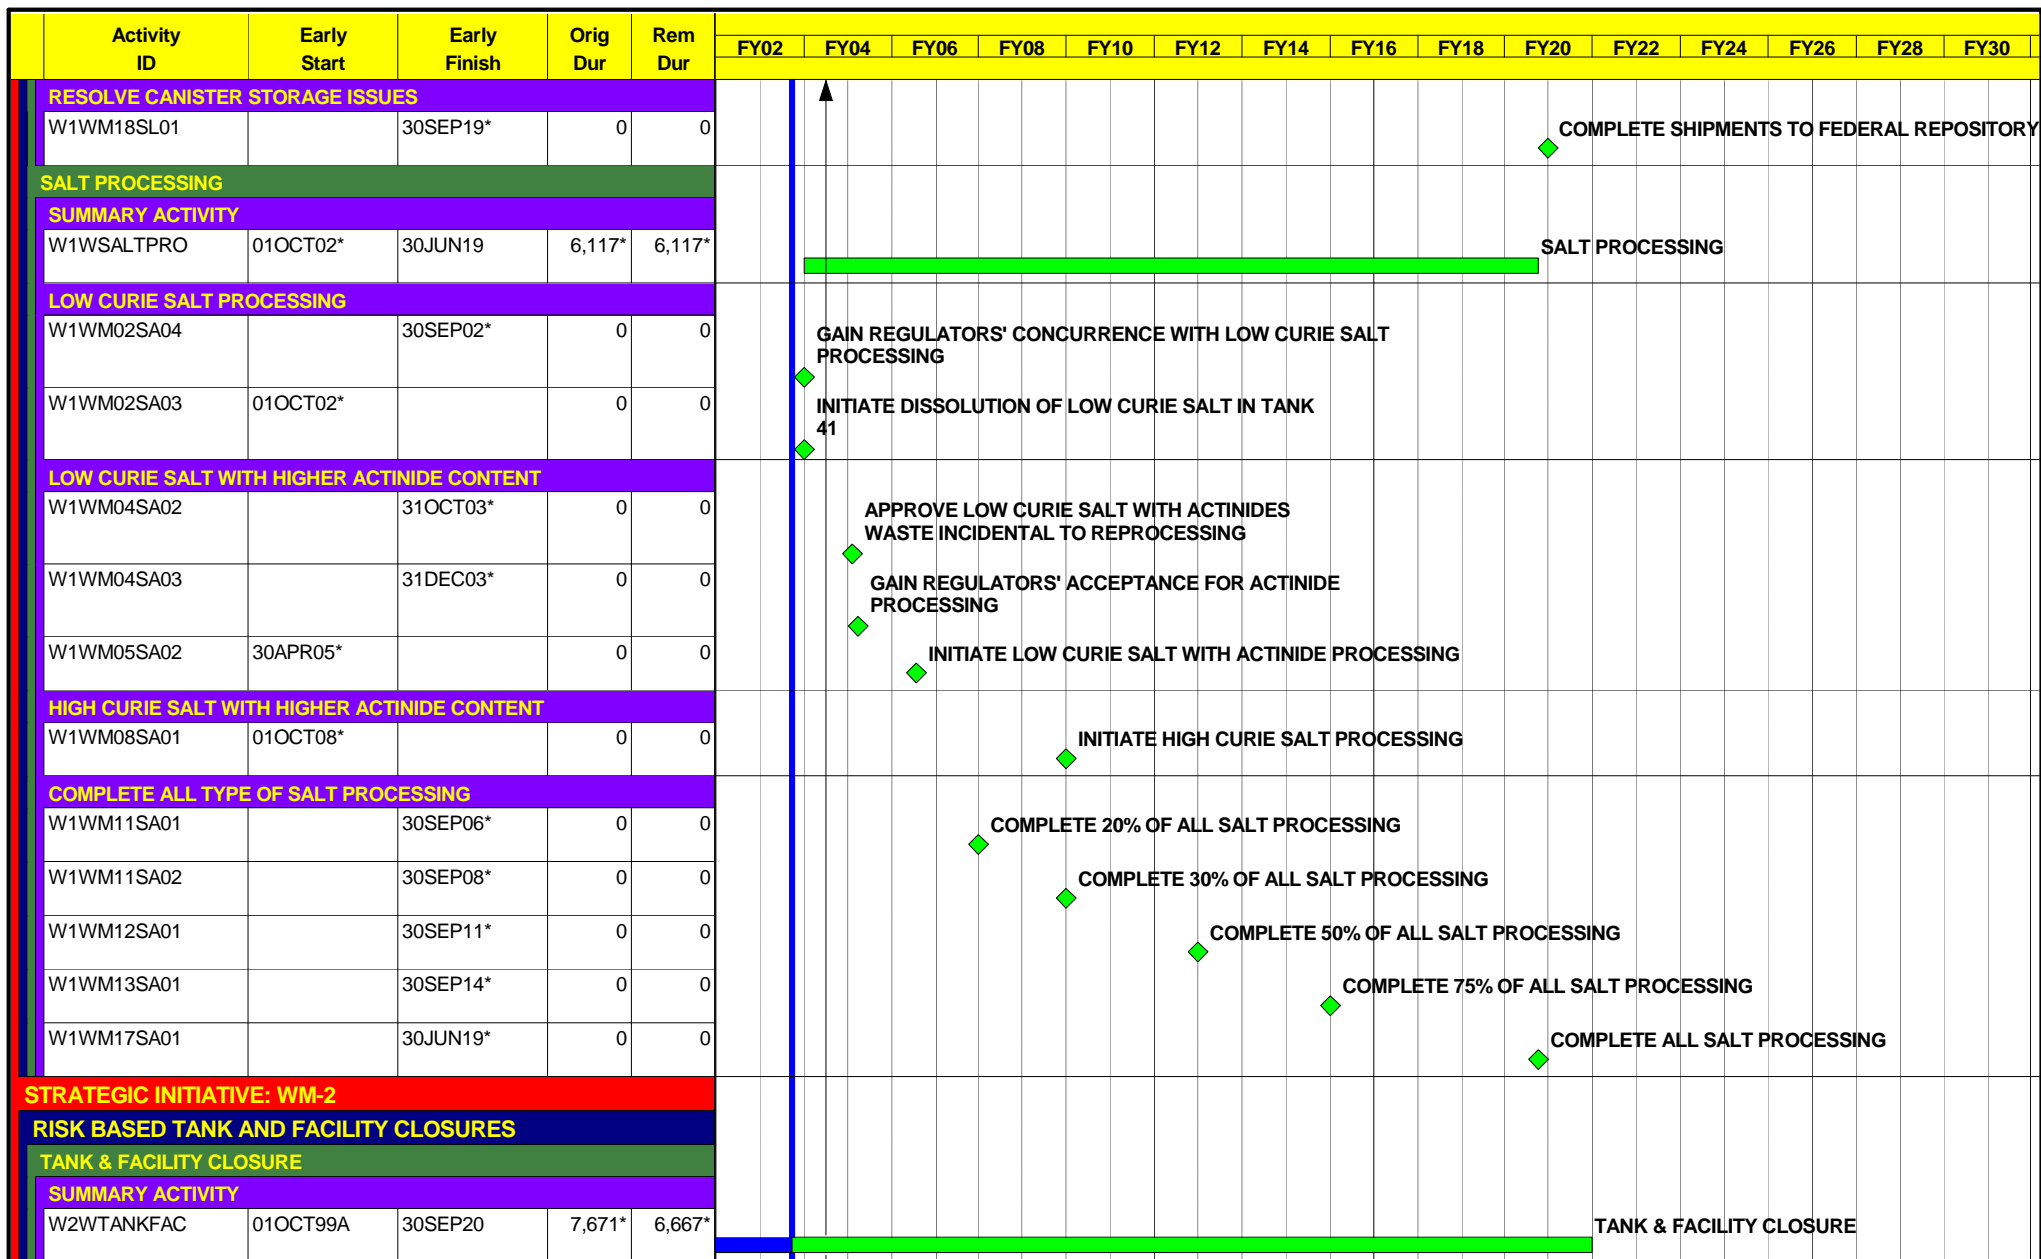 Activity ID Early Start Early Finish Orig Dur Rem Dur FY02 FY04 FY06 FY08 FY10 FY12 FY14 FY16 FY18 FY20 FY22 FY24 FY26 FY28 FY30
RESOLVE CANISTER STORAGE ISSUES
W1WM18SL01 30SEP19* 0 0 COMPLETE SHIPMENTS TO FEDERAL REPOSITORY
SALT PROCESSING
SUMMARY ACTIVITY
W1WSALTPRO 01OCT02* 30JUN19 6,117* 6,117* SALT PROCESSING
LOW CURIE SALT PROCESSING
W1WM02SA04 30SEP02* 0 0 GAIN REGULATORS' CONCURRENCE WITH LOW CURIE SALT
PROCESSING
W1WM02SA03 01OCT02* 0 0 INITIATE DISSOLUTION OF LOW CURIE SALT IN TANK
41
LOW CURIE SALT WITH HIGHER ACTINIDE CONTENT
W1WM04SA02 31OCT03* 0 0 APPROVE LOW CURIE SALT WITH ACTINIDES
WASTE INCIDENTAL TO REPROCESSING
W1WM04SA03 31DEC03* 0 0 GAIN REGULATORS' ACCEPTANCE FOR ACTINIDE
PROCESSING
W1WM05SA02 30APR05* 0 0 INITIATE LOW CURIE SALT WITH ACTINIDE PROCESSING
HIGH CURIE SALT WITH HIGHER ACTINIDE CONTENT
W1WM08SA01 01OCT08* 0 0 INITIATE HIGH CURIE SALT PROCESSING
COMPLETE ALL TYPE OF SALT PROCESSING
W1WM11SA01 30SEP06* 0 0 COMPLETE 20% OF ALL SALT PROCESSING
W1WM11SA02 30SEP08* 0 0 COMPLETE 30% OF ALL SALT PROCESSING
W1WM12SA01 30SEP11* 0 0 COMPLETE 50% OF ALL SALT PROCESSING
W1WM13SA01 30SEP14* 0 0 COMPLETE 75% OF ALL SALT PROCESSING
W1WM17SA01 30JUN19* 0 0 COMPLETE ALL SALT PROCESSING
STRATEGIC INITIATIVE: WM-2
RISK BASED TANK AND FACILITY CLOSURES
TANK & FACILITY CLOSURE
SUMMARY ACTIVITY
W2WTANKFAC 01OCT99A 30SEP20 7,671* 6,667* TANK & FACILITY CLOSURE